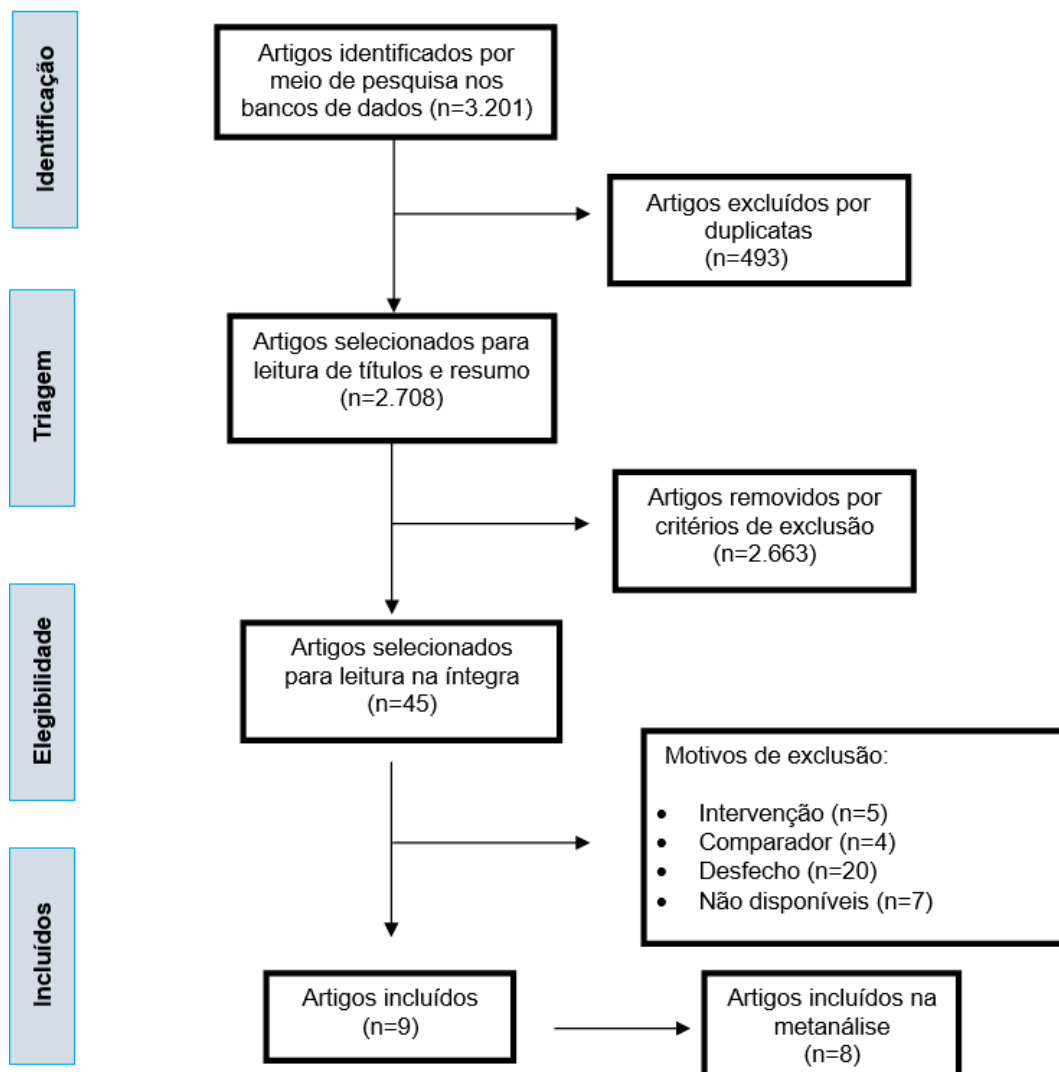 Identificação
Artigos identificados por
meio de pesquisa nos
bancos de dados (n=3.201)
Artigos excluídos por
duplicatas
(n=493)
Triagem
Artigos selecionados para
leitura de títulos e resumo
(n=2.708)
Artigos removidos por
critérios de exclusão
(n=2.663)
Elegibilidade
Artigos selecionados
para leitura na íntegra
(n=45)
Motivos de exclusão:
• Intervenção (n=5)
• Comparador (n=4)
• Desfecho (n=20)
• Não disponíveis (n=7)
Incluídos
Artigos incluídos
(n=9)
Artigos incluídos na
metanálise
(n=8)